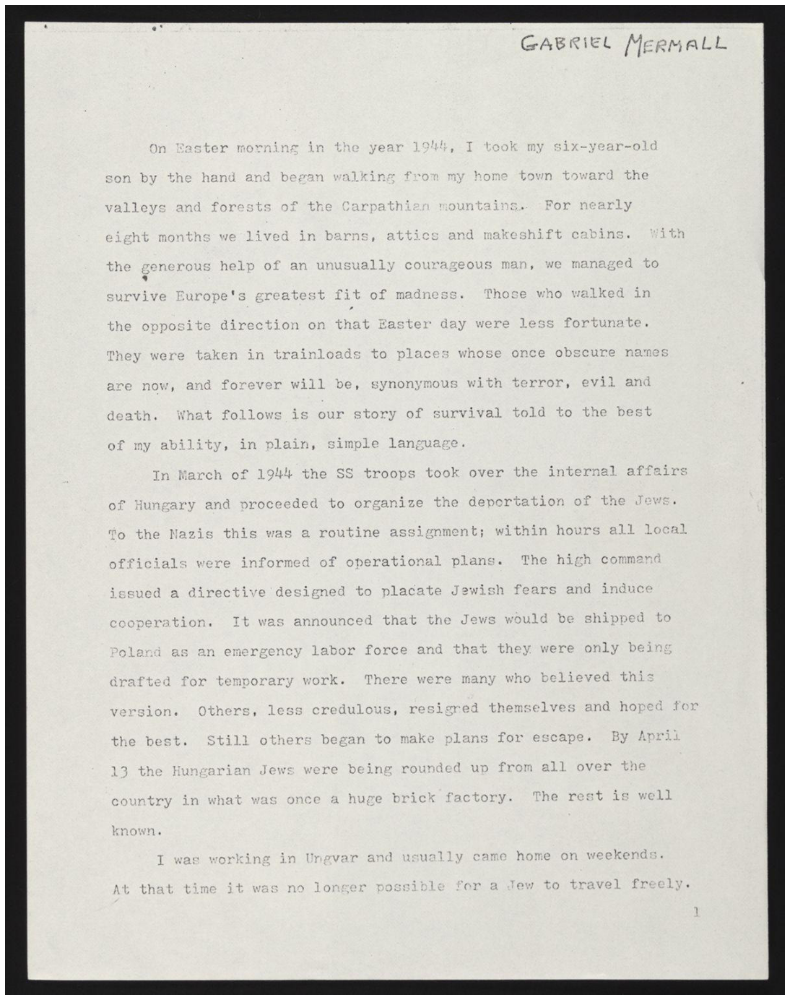 GABRIEL MERMALL
On Easter morning in the year 1944, I took my six-year-old
son by the hand and began walking from my home town toward the
valleys and forests of the Carpathian mountains. For nearly
eight months we lived in barns, attics and makeshift cabins. With
the generous help of an unusually courageous man, we managed to
survive Europe's greatest fit of madness. Those who walked in
the opposite direction on that Easter day were less fortunate.
They were taken in trainloads to places whose once obscure names
are now, and forever will be, synonymous with terror, evil and
death. What follows is our story of survival told to the best
of my ability, in plain, simple language.
In March of 1944 the SS troops took over the internal affairs
of Hungary and proceeded to organize the deportation of the Jews.
To the Nazis this was a routine assignment; within hours all local
officials were informed of operational plans. The high command
issued a directive designed to placate Jewish fears and induce
cooperation. It was announced that the Jews would be shipped to
Poland as an emergency labor force and that they were only being
drafted for temporary work. There were many who believed this
version. Others, less credulous, resigned themselves and hoped for
the best. Still others began to make plans for escape. By April
13 the Hungarian Jews were being rounded up from all over the
country in what was once a huge brick factory. The rest is well
known.
I was working in Ungvar and usually came home on weekends.
At that time it was no longer possible for a Jew to travel freely.
1